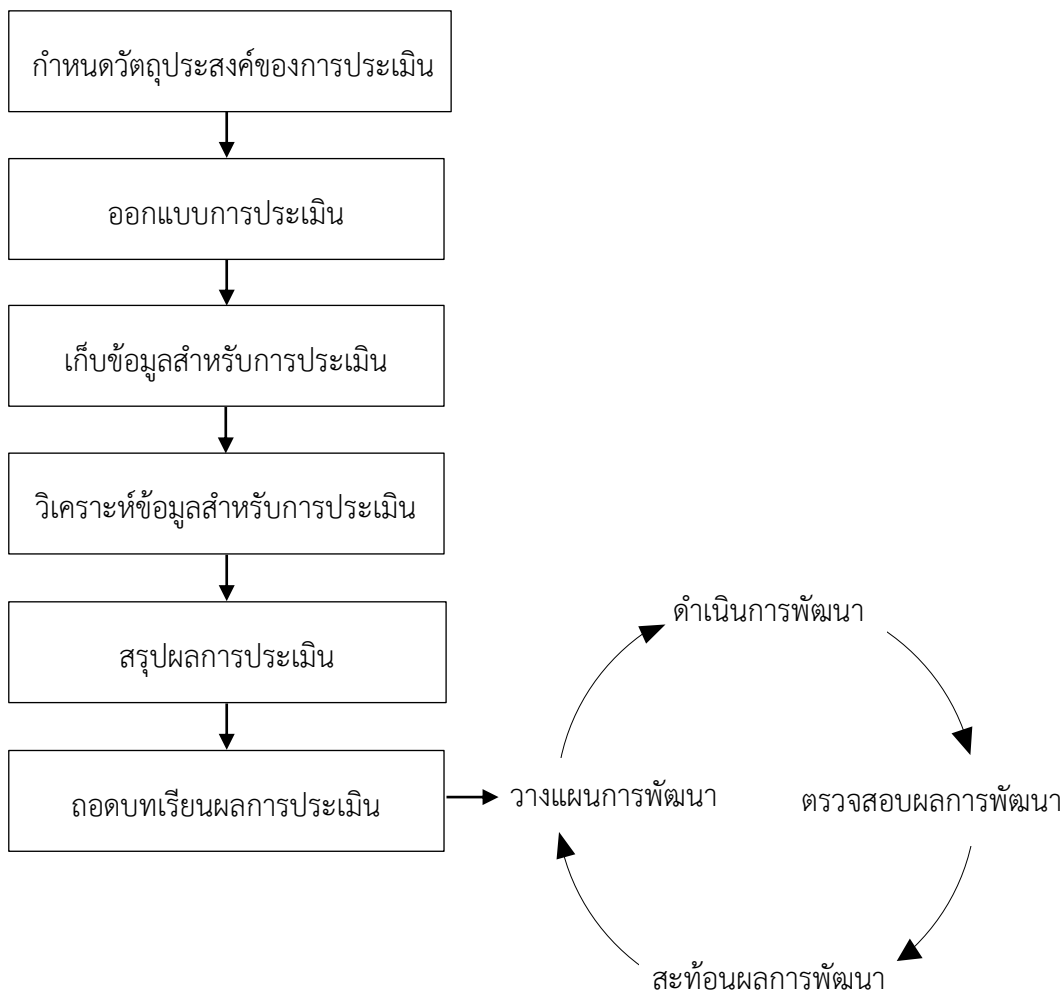 กำหนดวัตถุประสงค์ของการประเมิน
ออกแบบการประเมิน
เก็บข้อมูลสำหรับการประเมิน
วิเคราะห์ข้อมูลสำหรับการประเมิน
สรุปผลการประเมิน
ถอดบทเรียนผลการประเมิน
วางแผนการพัฒนา
ดำเนินการพัฒนา
ตรวจสอบผลการพัฒนา
สะท้อนผลการพัฒนา